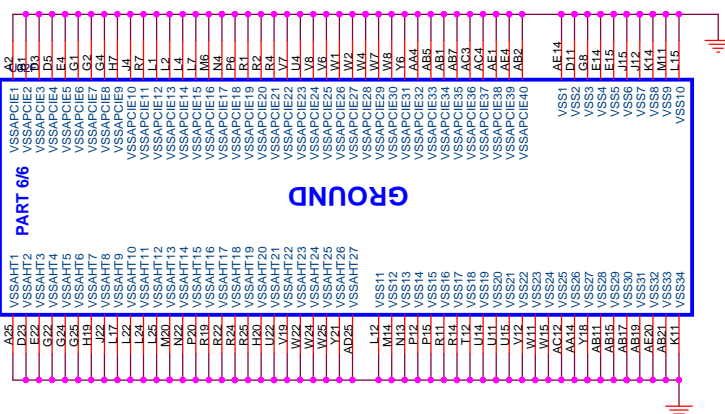 A2
B1
D3
D5
E4
G1
G2
G4
H7
J4
R7
L1
L2
L4
L7
M6
N4
P6
R1
R2
R4
V7
U4
V8
V6
W1
W2
W4
W7
W8
Y6
AA4
AB5
AB1
AB7
AC3
AC4
AE1
AE4
AB2
AE14
D11
G8
E14
E15
J15
J12
K14
M11
L15
VSSAPCIE1
VSSAPCIE2
VSSAPCIE3
VSSAPCIE4
VSSAPCIE5
VSSAPCIE6
VSSAPCIE7
VSSAPCIE8
VSSAPCIE9
VSSAPCIE10
VSSAPCIE11
VSSAPCIE12
VSSAPCIE13
VSSAPCIE14
VSSAPCIE15
VSSAPCIE16
VSSAPCIE17
VSSAPCIE18
VSSAPCIE19
VSSAPCIE20
VSSAPCIE21
VSSAPCIE22
VSSAPCIE23
VSSAPCIE24
VSSAPCIE25
VSSAPCIE26
VSSAPCIE27
VSSAPCIE28
VSSAPCIE29
VSSAPCIE30
VSSAPCIE31
VSSAPCIE32
VSSAPCIE33
VSSAPCIE34
VSSAPCIE35
VSSAPCIE36
VSSAPCIE37
VSSAPCIE38
VSSAPCIE39
VSSAPCIE40
VSS1
VSS2
VSS3
VSS4
VSS5
VSS6
VSS7
VSS8
VSS9
VSS10
PART 6/6
GROUND
VSSAHT1
VSSAHT2
VSSAHT3
VSSAHT4
VSSAHT5
VSSAHT6
VSSAHT7
VSSAHT8
VSSAHT9
VSSAHT10
VSSAHT11
VSSAHT12
VSSAHT13
VSSAHT14
VSSAHT15
VSSAHT16
VSSAHT17
VSSAHT18
VSSAHT19
VSSAHT20
VSSAHT21
VSSAHT22
VSSAHT23
VSSAHT24
VSSAHT25
VSSAHT26
VSSAHT27
VSS11
VSS12
VSS13
VSS14
VSS15
VSS16
VSS17
VSS18
VSS19
VSS20
VSS21
VSS22
VSS23
VSS24
VSS25
VSS26
VSS27
VSS28
VSS29
VSS30
VSS31
VSS32
VSS33
VSS34
A25
D23
E22
G22
G24
G25
H19
J22
L17
L22
L24
L25
M20
N22
P20
R19
R22
R24
R25
H20
U22
V19
W22
W24
W25
Y21
AD25
L12
M14
N13
P12
P15
R11
R14
T12
U14
U11
U15
V12
W11
W15
AC12
AA14
Y18
AB11
AB15
AB17
AB19
AE20
AB21
K11